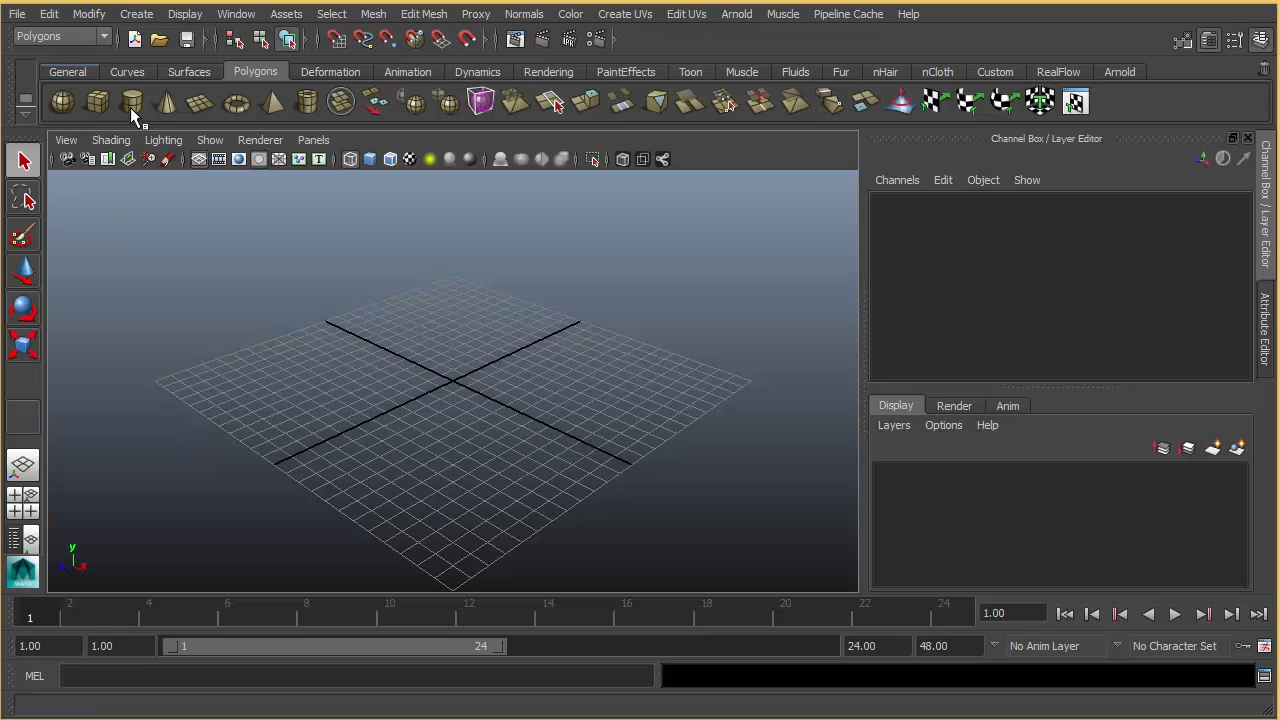 File Edit Modify Create Display Window Assets Select Mesh Edit Mesh Proxy Normals Color Create UVs Edit UVs Arnold Muscle Pipeline Cache Help
Polygons
General Curves Surfaces Polygons Deformation Animation Dynamics Rendering PaintEffects Toon Muscle Fluids Fur nHair nCloth Custom RealFlow Arnold
View Shading Lighting Show Renderer Panels
Channel Box / Layer Editor
Channels Edit Object Show
Channel Box / Layer Editor
Attribute Editor
Display Render Anim
Layers Options Help
y
x
2 4 6 8 10 12 14 16 18 20 22 24
1
1.00
1.00 1.00 1 24 24.00 48.00 No Anim Layer No Character Set
MEL